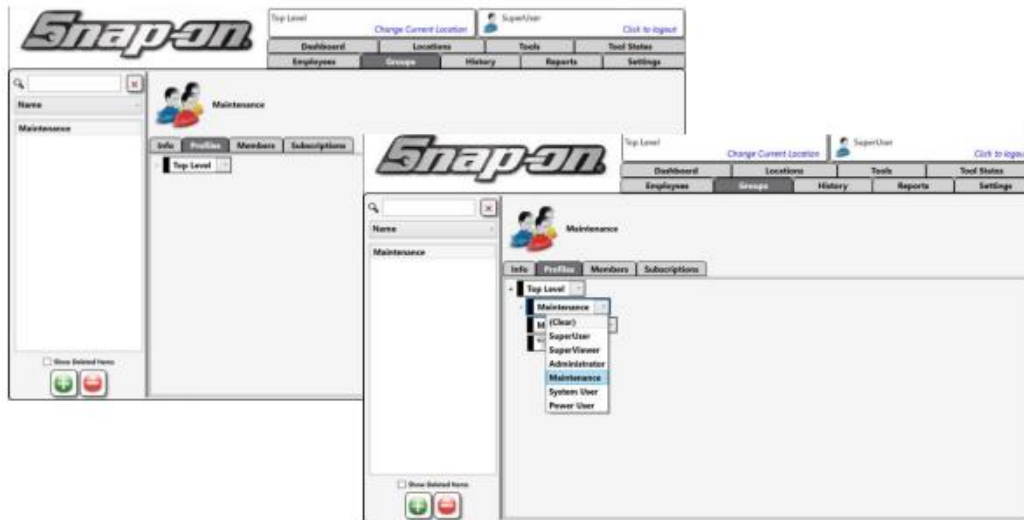 Snap-on
Top Level
Change Current Location
SuperUser
Click to logout
Dashboard Locations Tools Tool Status
Employees Groups History Reports Settings
Name
Maintenance
Maintenance
Info Profiles Members Subscriptions
Top Level
Show Deleted Items
Snap-on
Top Level
Change Current Location
SuperUser
Click to logout
Dashboard Locations Tools Tool Status
Employees Groups History Reports Settings
Name
Maintenance
Maintenance
Info Profiles Members Subscriptions
Top Level
Maintenance
M
(Clear)
SuperUser
SuperViewer
Administrator
Maintenance
System User
Power User
Show Deleted Items